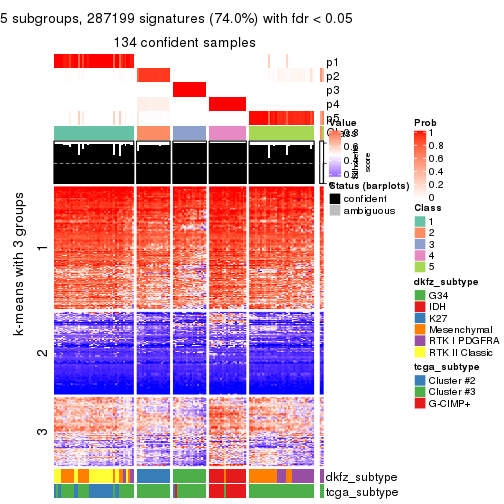 5 subgroups, 287199 signatures (74.0%) with fdr < 0.05
134 confident samples
p1
p2
p3
p4
p5
Class
Silhouette
score
k-means with 3 groups
1
2
3
dkfz_subtype
tcga_subtype
Value
0.8
0.6
0.4
0.2
0
Status (barplots)
confident
ambiguous
Prob
1
0.8
0.6
0.4
0.2
0
Class
1
2
3
4
5
dkfz_subtype
G34
IDH
K27
Mesenchymal
RTK I PDGFRA
RTK II Classic
tcga_subtype
Cluster #2
Cluster #3
G-CIMP+